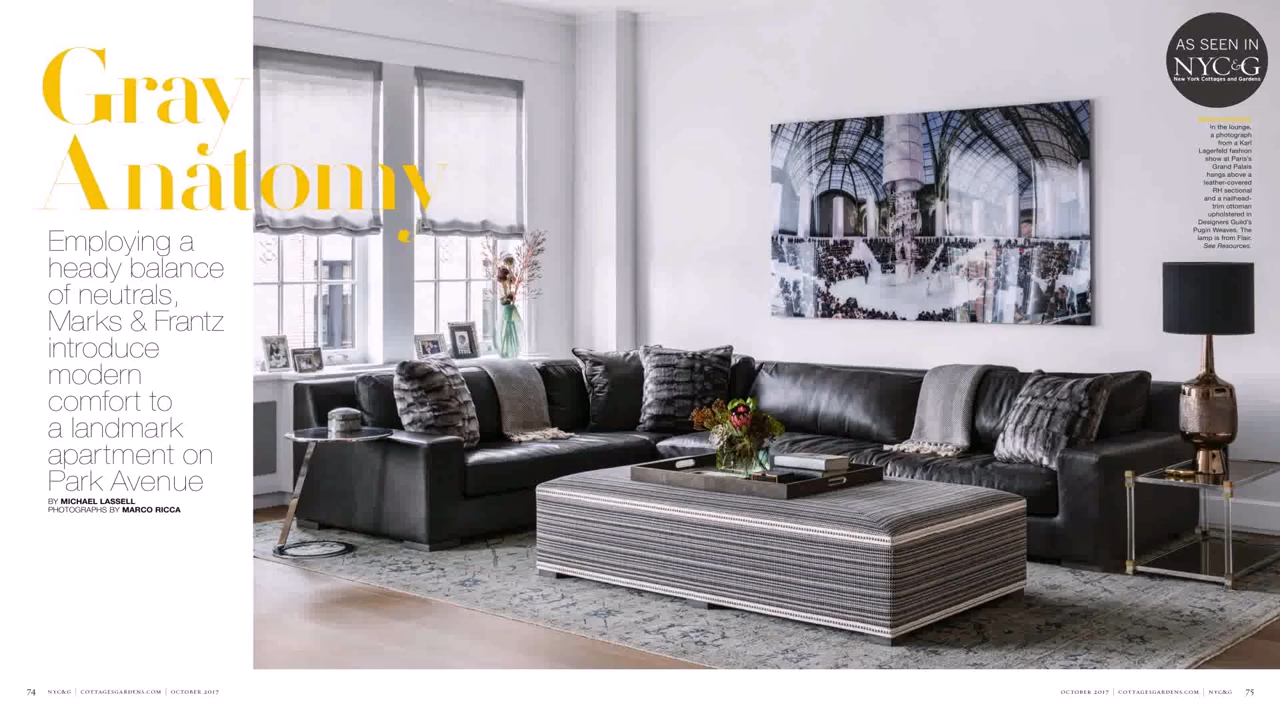 Gray
Anatomy
Employing a
heady balance
of neutrals,
Marks & Frantz
introduce
modern
comfort to
a landmark
apartment on
Park Avenue
BY MICHAEL LASSELL
PHOTOGRAPHS BY MARCO RICCA
AS SEEN IN
NYC&G
New York Cottages and Gardens
In the lounge,
a photograph
from a Karl
Lagerfeld fashion
show at Paris's
Grand Palais
hangs above a
leather-covered
RH sectional
and a nailhead-
trim ottoman
upholstered in
Designers Guild's
Pugin Weaves. The
lamp is from Flair.
See Resources.
74 NYC&G | COTTAGESGARDENS.COM | OCTOBER 2017
OCTOBER 2017 | COTTAGESGARDENS.COM | NYC&G 75